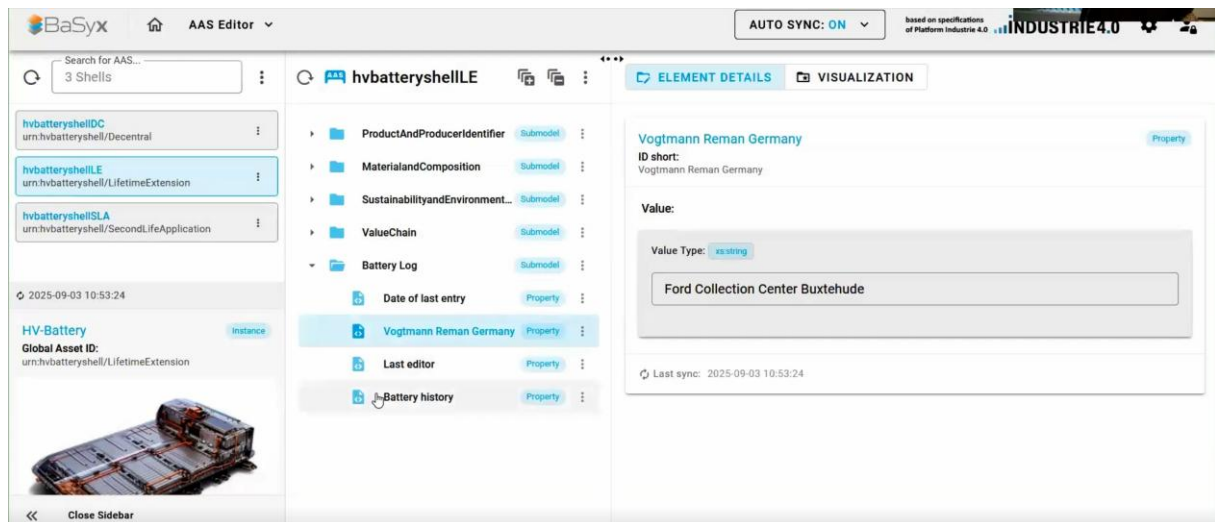 BaSyx
AAS Editor
AUTO SYNC: ON
based on specifications
of Platform Industrie 4.0
INDUSTRIE4.0
Search for AAS...
3 Shells
hvbatteryshellDC
urn:hvbatteryshell/Decentral
hvbatteryshellLE
urn:hvbatteryshell/LifetimeExtension
hvbatteryshellSLA
urn:hvbatteryshell/SecondLifeApplication
2025-09-03 10:53:24
HV-Battery
Instance
Global Asset ID:
urn:hvbatteryshell/LifetimeExtension
Close Sidebar
AAS
hvbatteryshellLE
ProductAndProducerIdentifier Submodel
MaterialandComposition Submodel
SustainabilityandEnvironment... Submodel
ValueChain Submodel
Battery Log Submodel
Date of last entry Property
Vogtmann Reman Germany Property
Last editor Property
Battery history Property
ELEMENT DETAILS
VISUALIZATION
Vogtmann Reman Germany Property
ID short:
Vogtmann Reman Germany
Value:
Value Type: xs:string
Ford Collection Center Buxtehude
Last sync: 2025-09-03 10:53:24